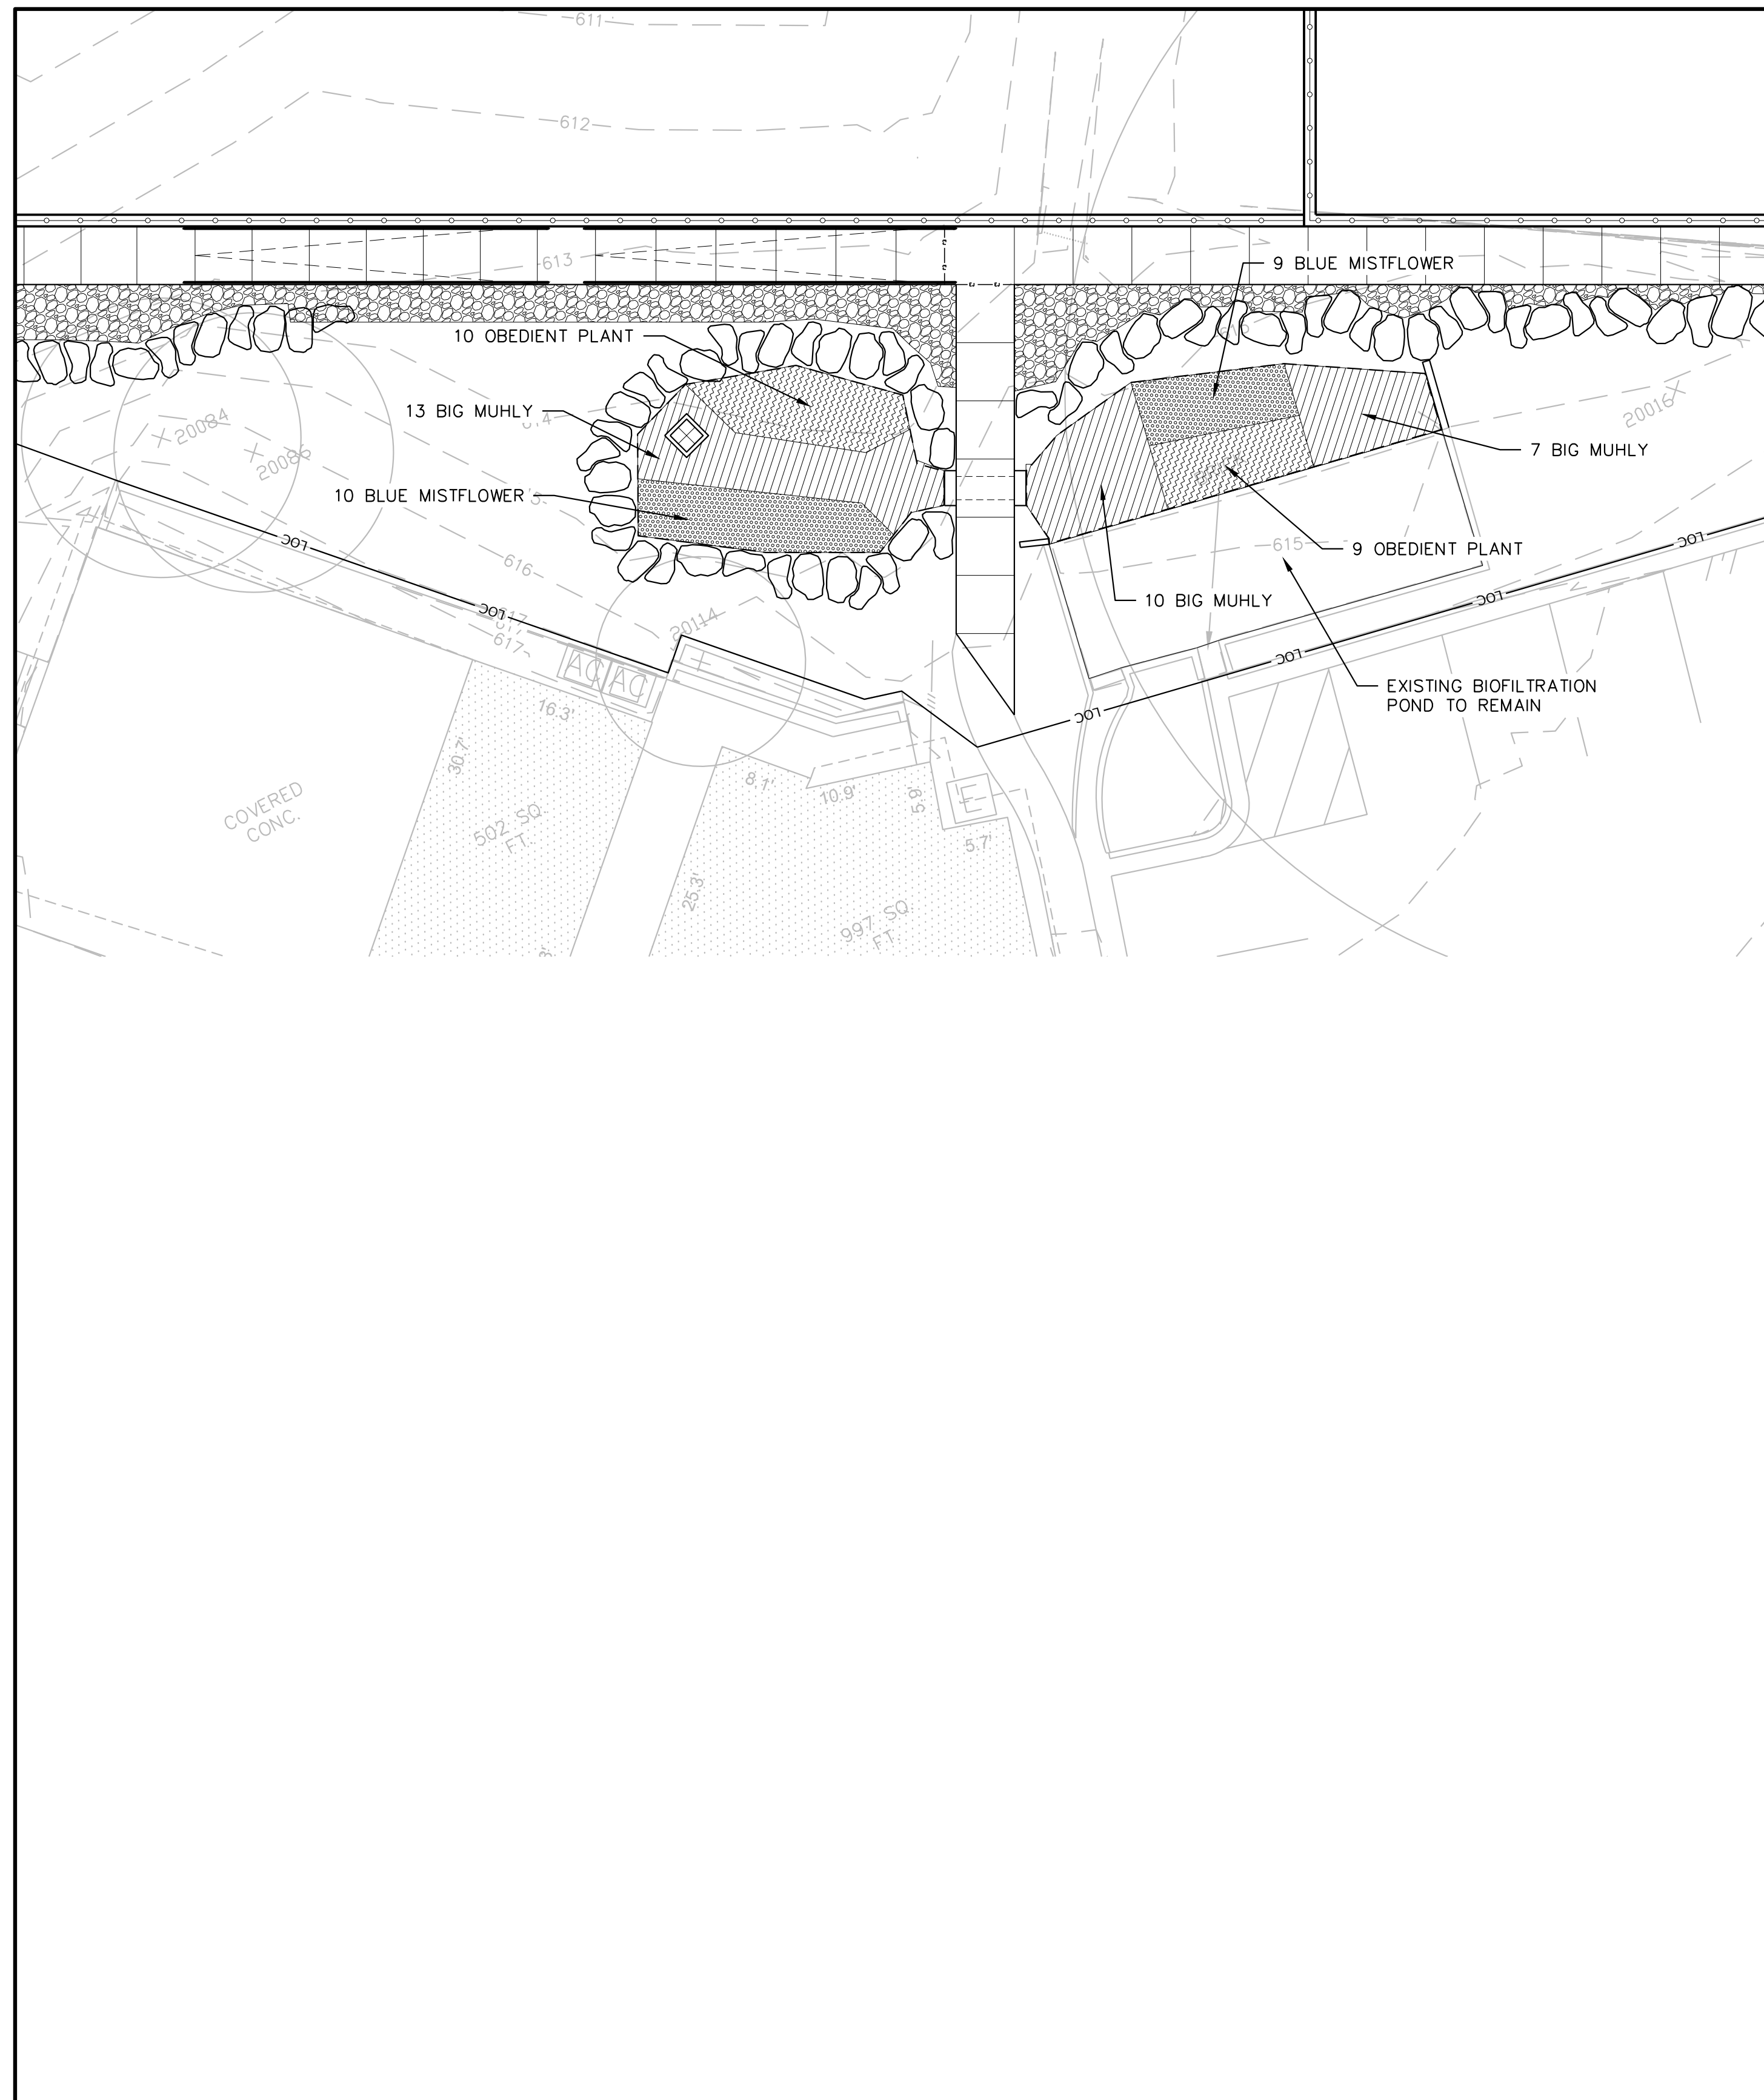 611
612
613
9 BLUE MISTFLOWER
10 OBEDIENT PLANT
13 BIG MUHLY
20084
20086
20016
7 BIG MUHLY
10 BLUE MISTFLOWER
LOC
LOC
616
615
9 OBEDIENT PLANT
10 BIG MUHLY
LOC
LOC
617
617
20114
LOC
LOC
AC
AC
EXISTING BIOFILTRATION
POND TO REMAIN
16.3'
30.7'
8.1'
10.9'
6.5'
E
5.7'
COVERED
CONC.
502 SQ.
FT.
25.3'
997 SQ.
FT.